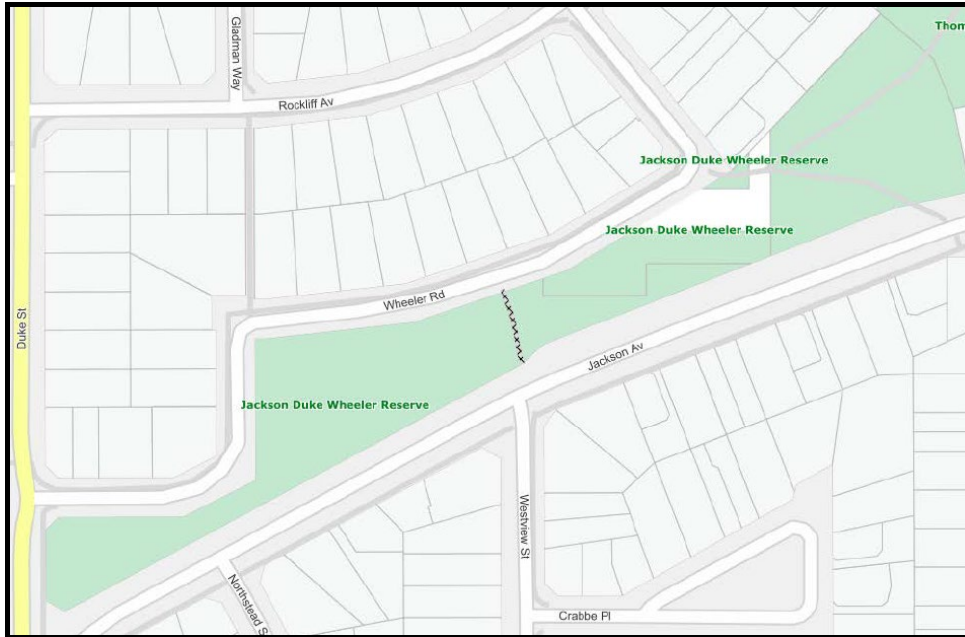 Thom
Gladman Way
Rockliff Av
Jackson Duke Wheeler Reserve
Jackson Duke Wheeler Reserve
Wheeler Rd
Duke St
Jackson Av
Jackson Duke Wheeler Reserve
Westview St
Northstead S
Crabbe Pl